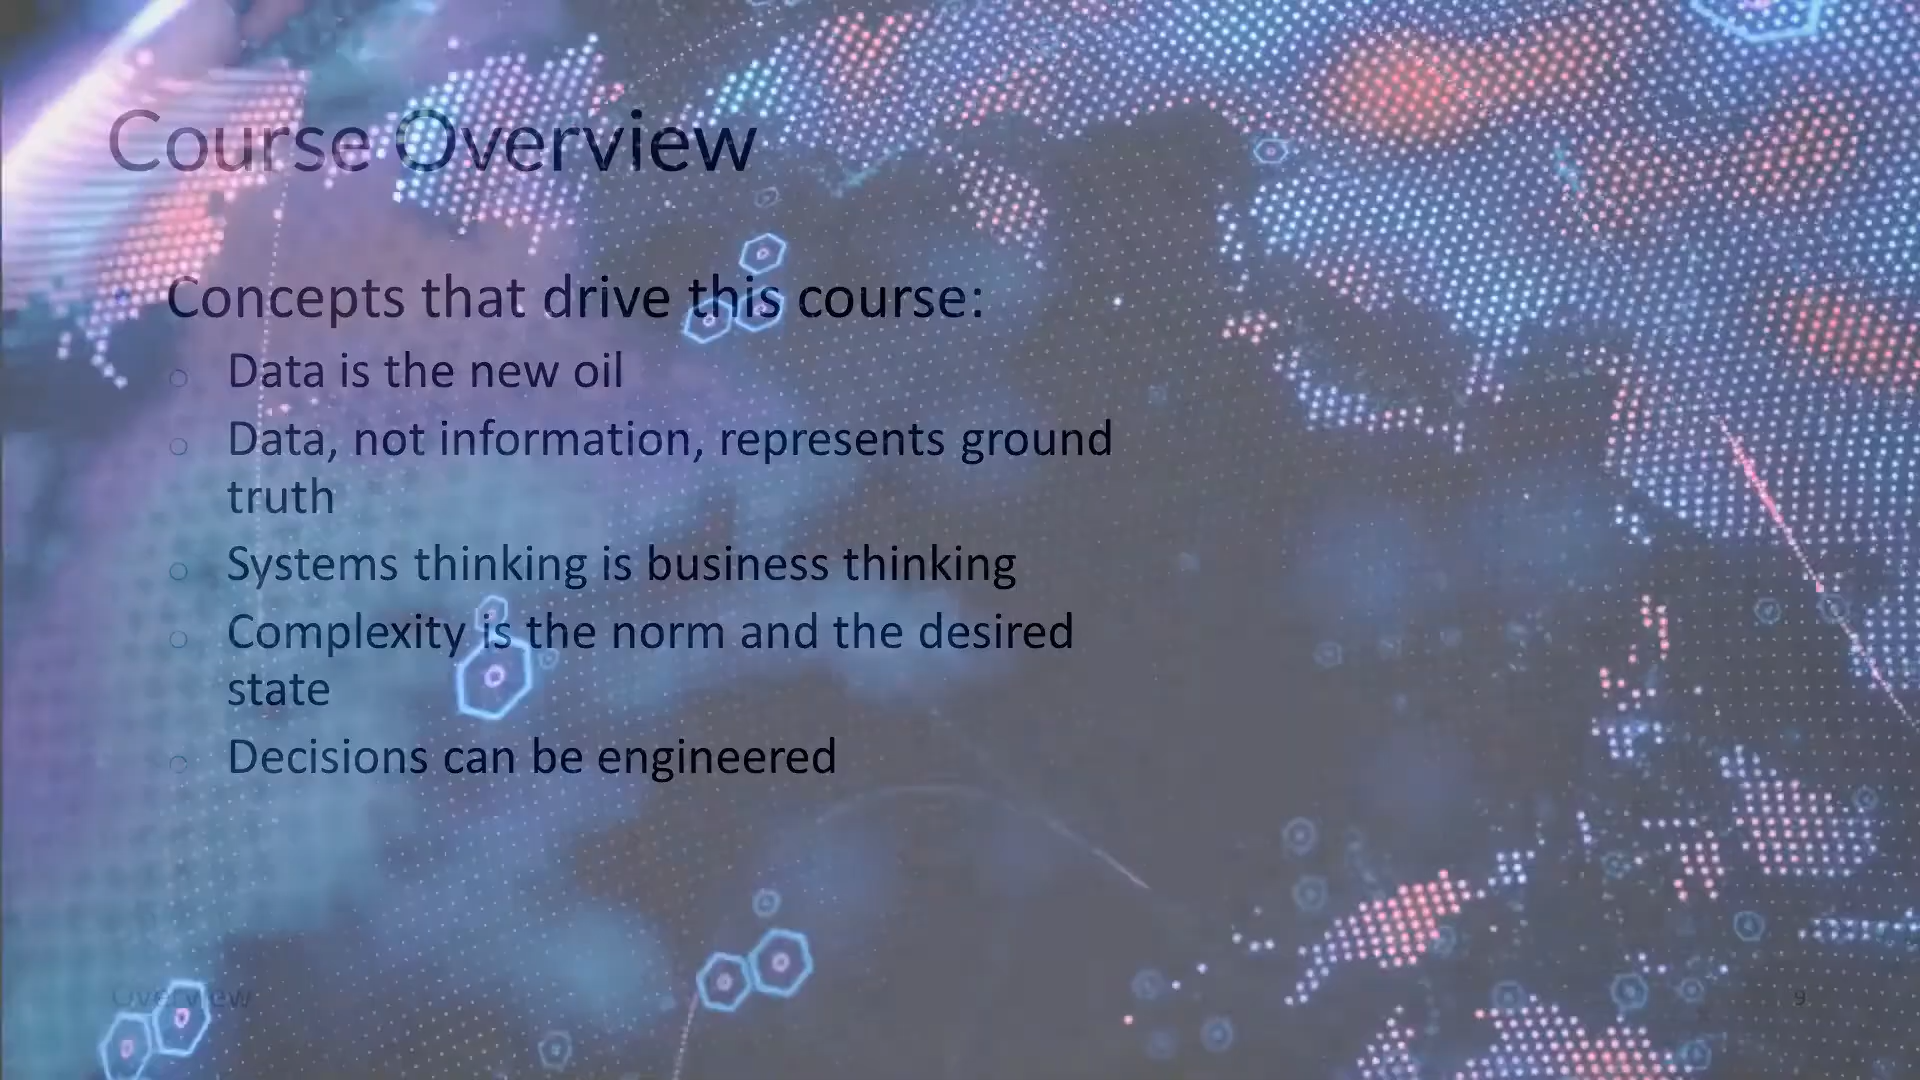 Course Overview
Concepts that drive this course:
Data is the new oil
Data, not information, represents ground
truth
Systems thinking is business thinking
Complexity is the norm and the desired
state
Decisions can be engineered
Overview
9